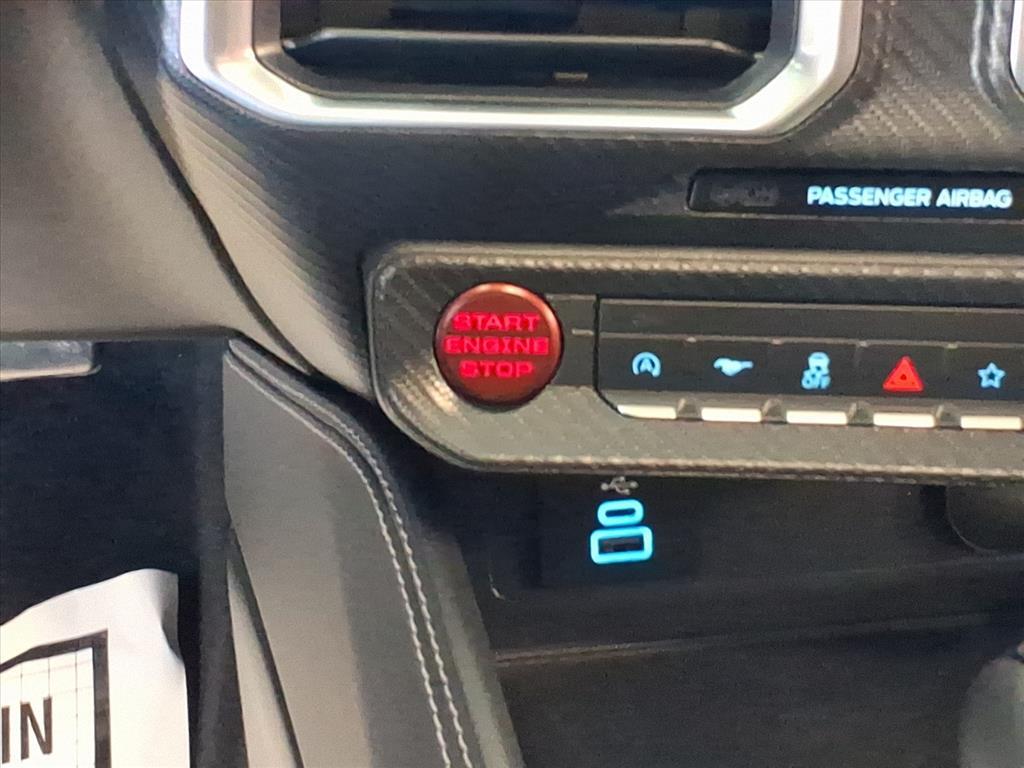 PASSENGER AIRBAG
START
ENGINE
STOP
OFF
IN